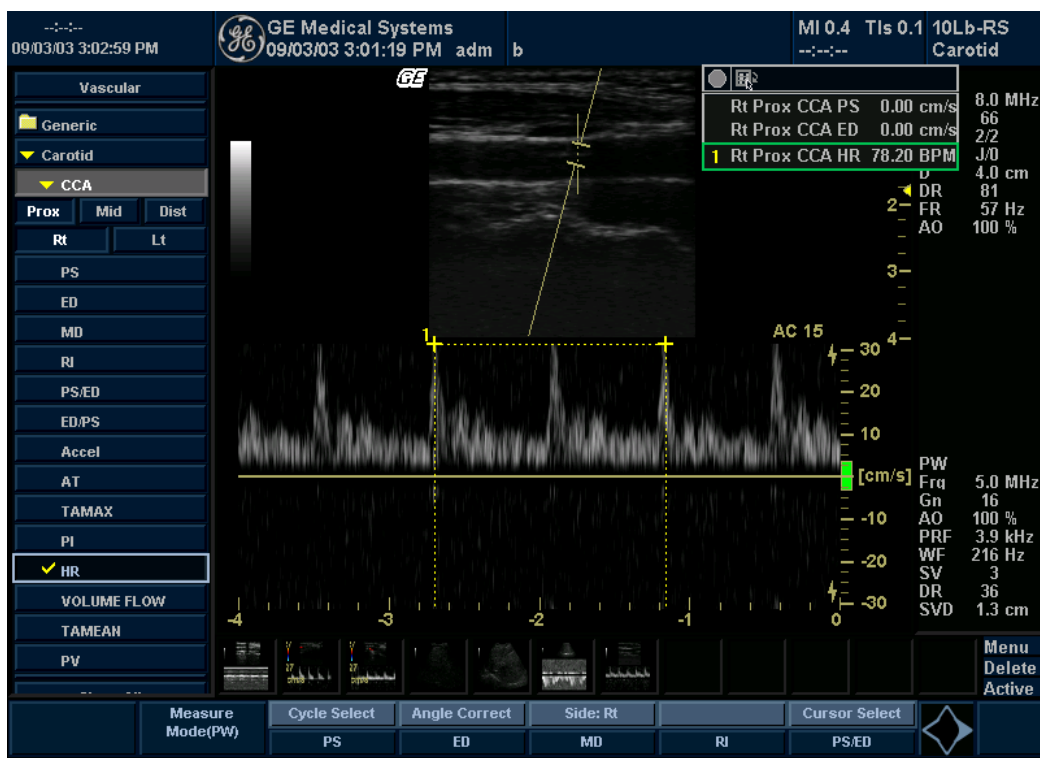 --:--:--
09/03/03 3:02:59 PM
GE Medical Systems
09/03/03 3:01:19 PM adm b
MI 0.4 TIs 0.1 10Lb-RS
--:--:-- Carotid
Vascular
Generic
Carotid
CCA
Prox Mid Dist
Rt Lt
PS
ED
MD
RI
PS/ED
ED/PS
Accel
AT
TAMAX
PI
HR
VOLUME FLOW
TAMEAN
PV
GE
Rt Prox CCA PS 0.00 cm/s
Rt Prox CCA ED 0.00 cm/s
1 Rt Prox CCA HR 78.20 BPM
8.0 MHz
66
2/2
J/0
D 4.0 cm
DR 81
FR 57 Hz
AO 100 %
2
3
4
AC 15
1
30
20
10
[cm/s]
-10
-20
-30
-4 -3 -2 -1 0
PW
Frq 5.0 MHz
Gn 16
AO 100 %
PRF 3.9 kHz
WF 216 Hz
SV 3
DR 36
SVD 1.3 cm
Menu
Delete
Active
Measure
Mode(PW)
Cycle Select Angle Correct Side: Rt Cursor Select
PS ED MD RI PS/ED